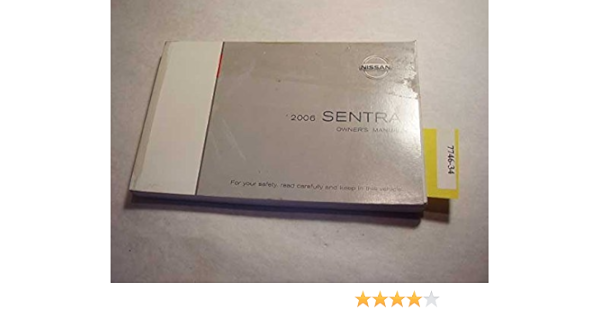 NISSAN
2006 SENTRA
OWNER'S MANUAL
For your safety, read carefully and keep in this vehicle.
7746-34